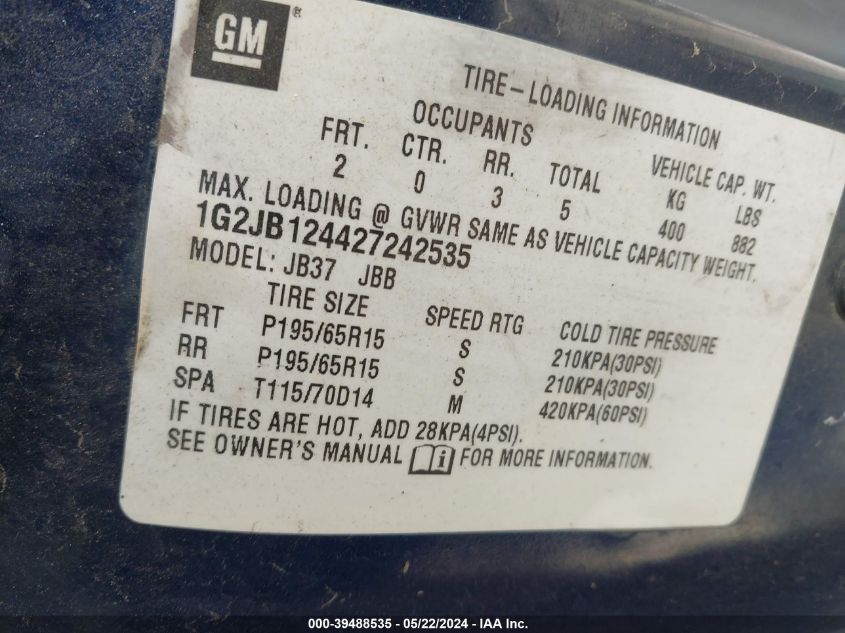 GM®
TIRE-LOADING INFORMATION
OCCUPANTS VEHICLE CAP. WT.
FRT. CTR. RR. TOTAL KG LBS
2 0 3 5 400 882
MAX. LOADING @ GVWR SAME AS VEHICLE CAPACITY WEIGHT.
1G2JB124427242535
MODEL: JB37 JBB
TIRE SIZE SPEED RTG COLD TIRE PRESSURE
FRT P195/65R15 S 210KPA(30PSI)
RR P195/65R15 S 210KPA(30PSI)
SPA T115/70D14 M 420KPA(60PSI)
IF TIRES ARE HOT, ADD 28KPA(4PSI).
SEE OWNER'S MANUAL i FOR MORE INFORMATION.
000-39488535 - 05/22/2024 - IAA Inc.